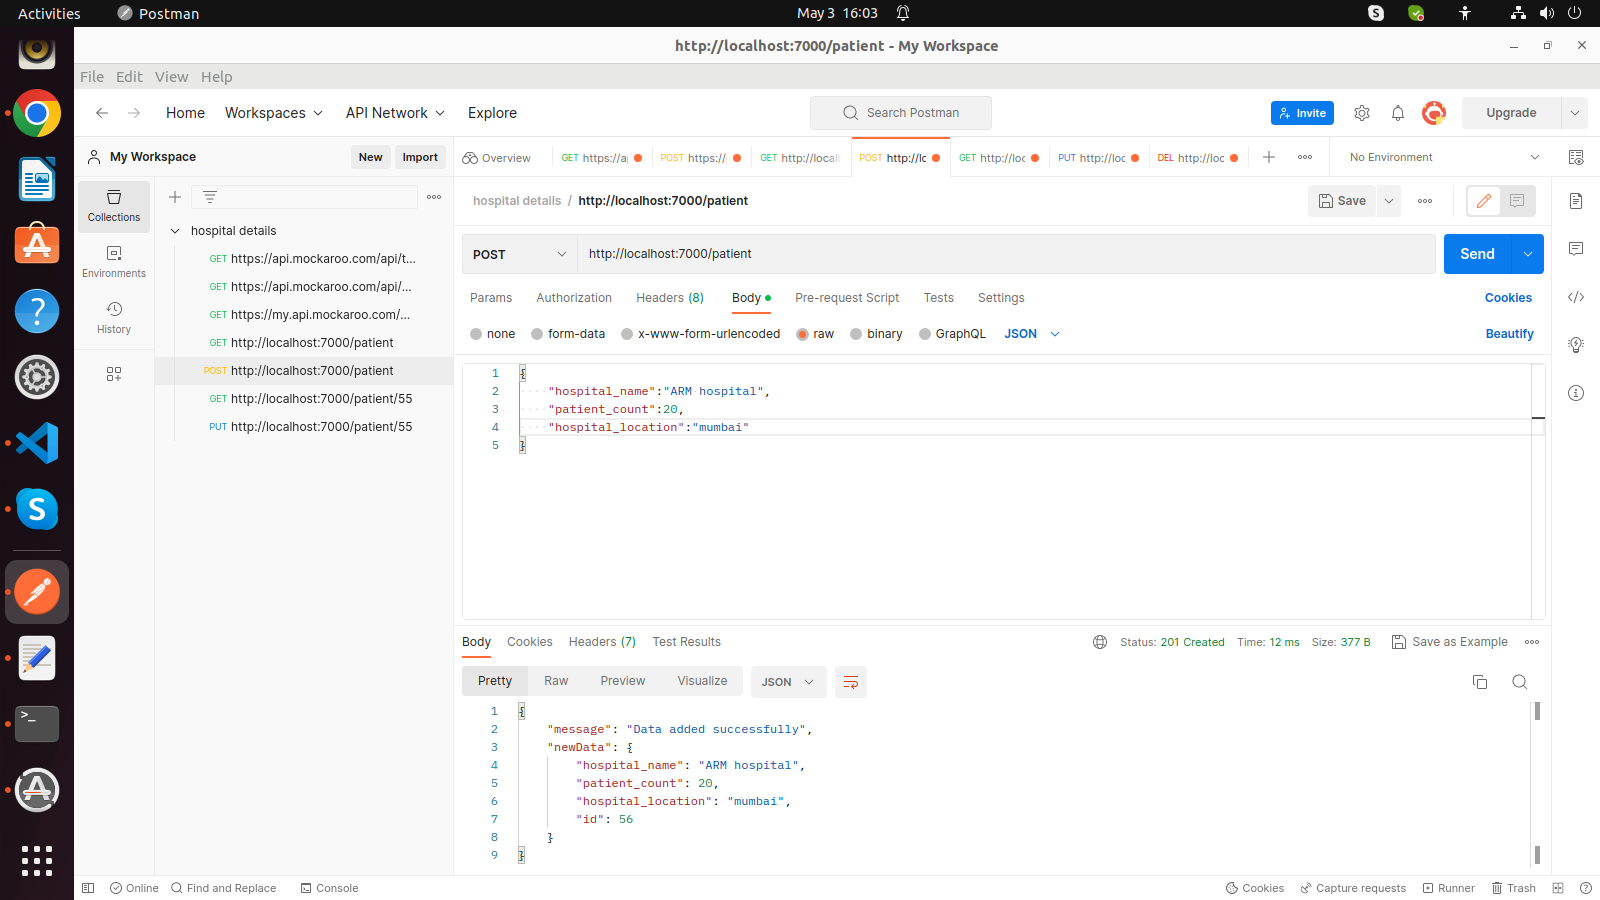 Activities Postman May 3 16:03
http://localhost:7000/patient - My Workspace
File Edit View Help
Home Workspaces API Network Explore Search Postman Invite Upgrade
My Workspace New Import Overview GET https://a POST https:// GET http://local POST http://lo GET http://loc PUT http://loc DEL http://loc No Environment
Collections
Environments
History
hospital details
GET https://api.mockaroo.com/api/t...
GET https://api.mockaroo.com/api/...
GET https://my.api.mockaroo.com/...
GET http://localhost:7000/patient
POST http://localhost:7000/patient
GET http://localhost:7000/patient/55
PUT http://localhost:7000/patient/55
hospital details / http://localhost:7000/patient Save
POST http://localhost:7000/patient Send
Params Authorization Headers (8) Body Pre-request Script Tests Settings Cookies
none form-data x-www-form-urlencoded raw binary GraphQL JSON Beautify
1 {
2 "hospital_name":"ARM hospital",
3 "patient_count":20,
4 "hospital_location":"mumbai"
5 }
Body Cookies Headers (7) Test Results Status: 201 Created Time: 12 ms Size: 377 B Save as Example
Pretty Raw Preview Visualize JSON
1 {
2 "message": "Data added successfully",
3 "newData": {
4 "hospital_name": "ARM hospital",
5 "patient_count": 20,
6 "hospital_location": "mumbai",
7 "id": 56
8 }
9 }
Online Find and Replace Console Cookies Capture requests Runner Trash